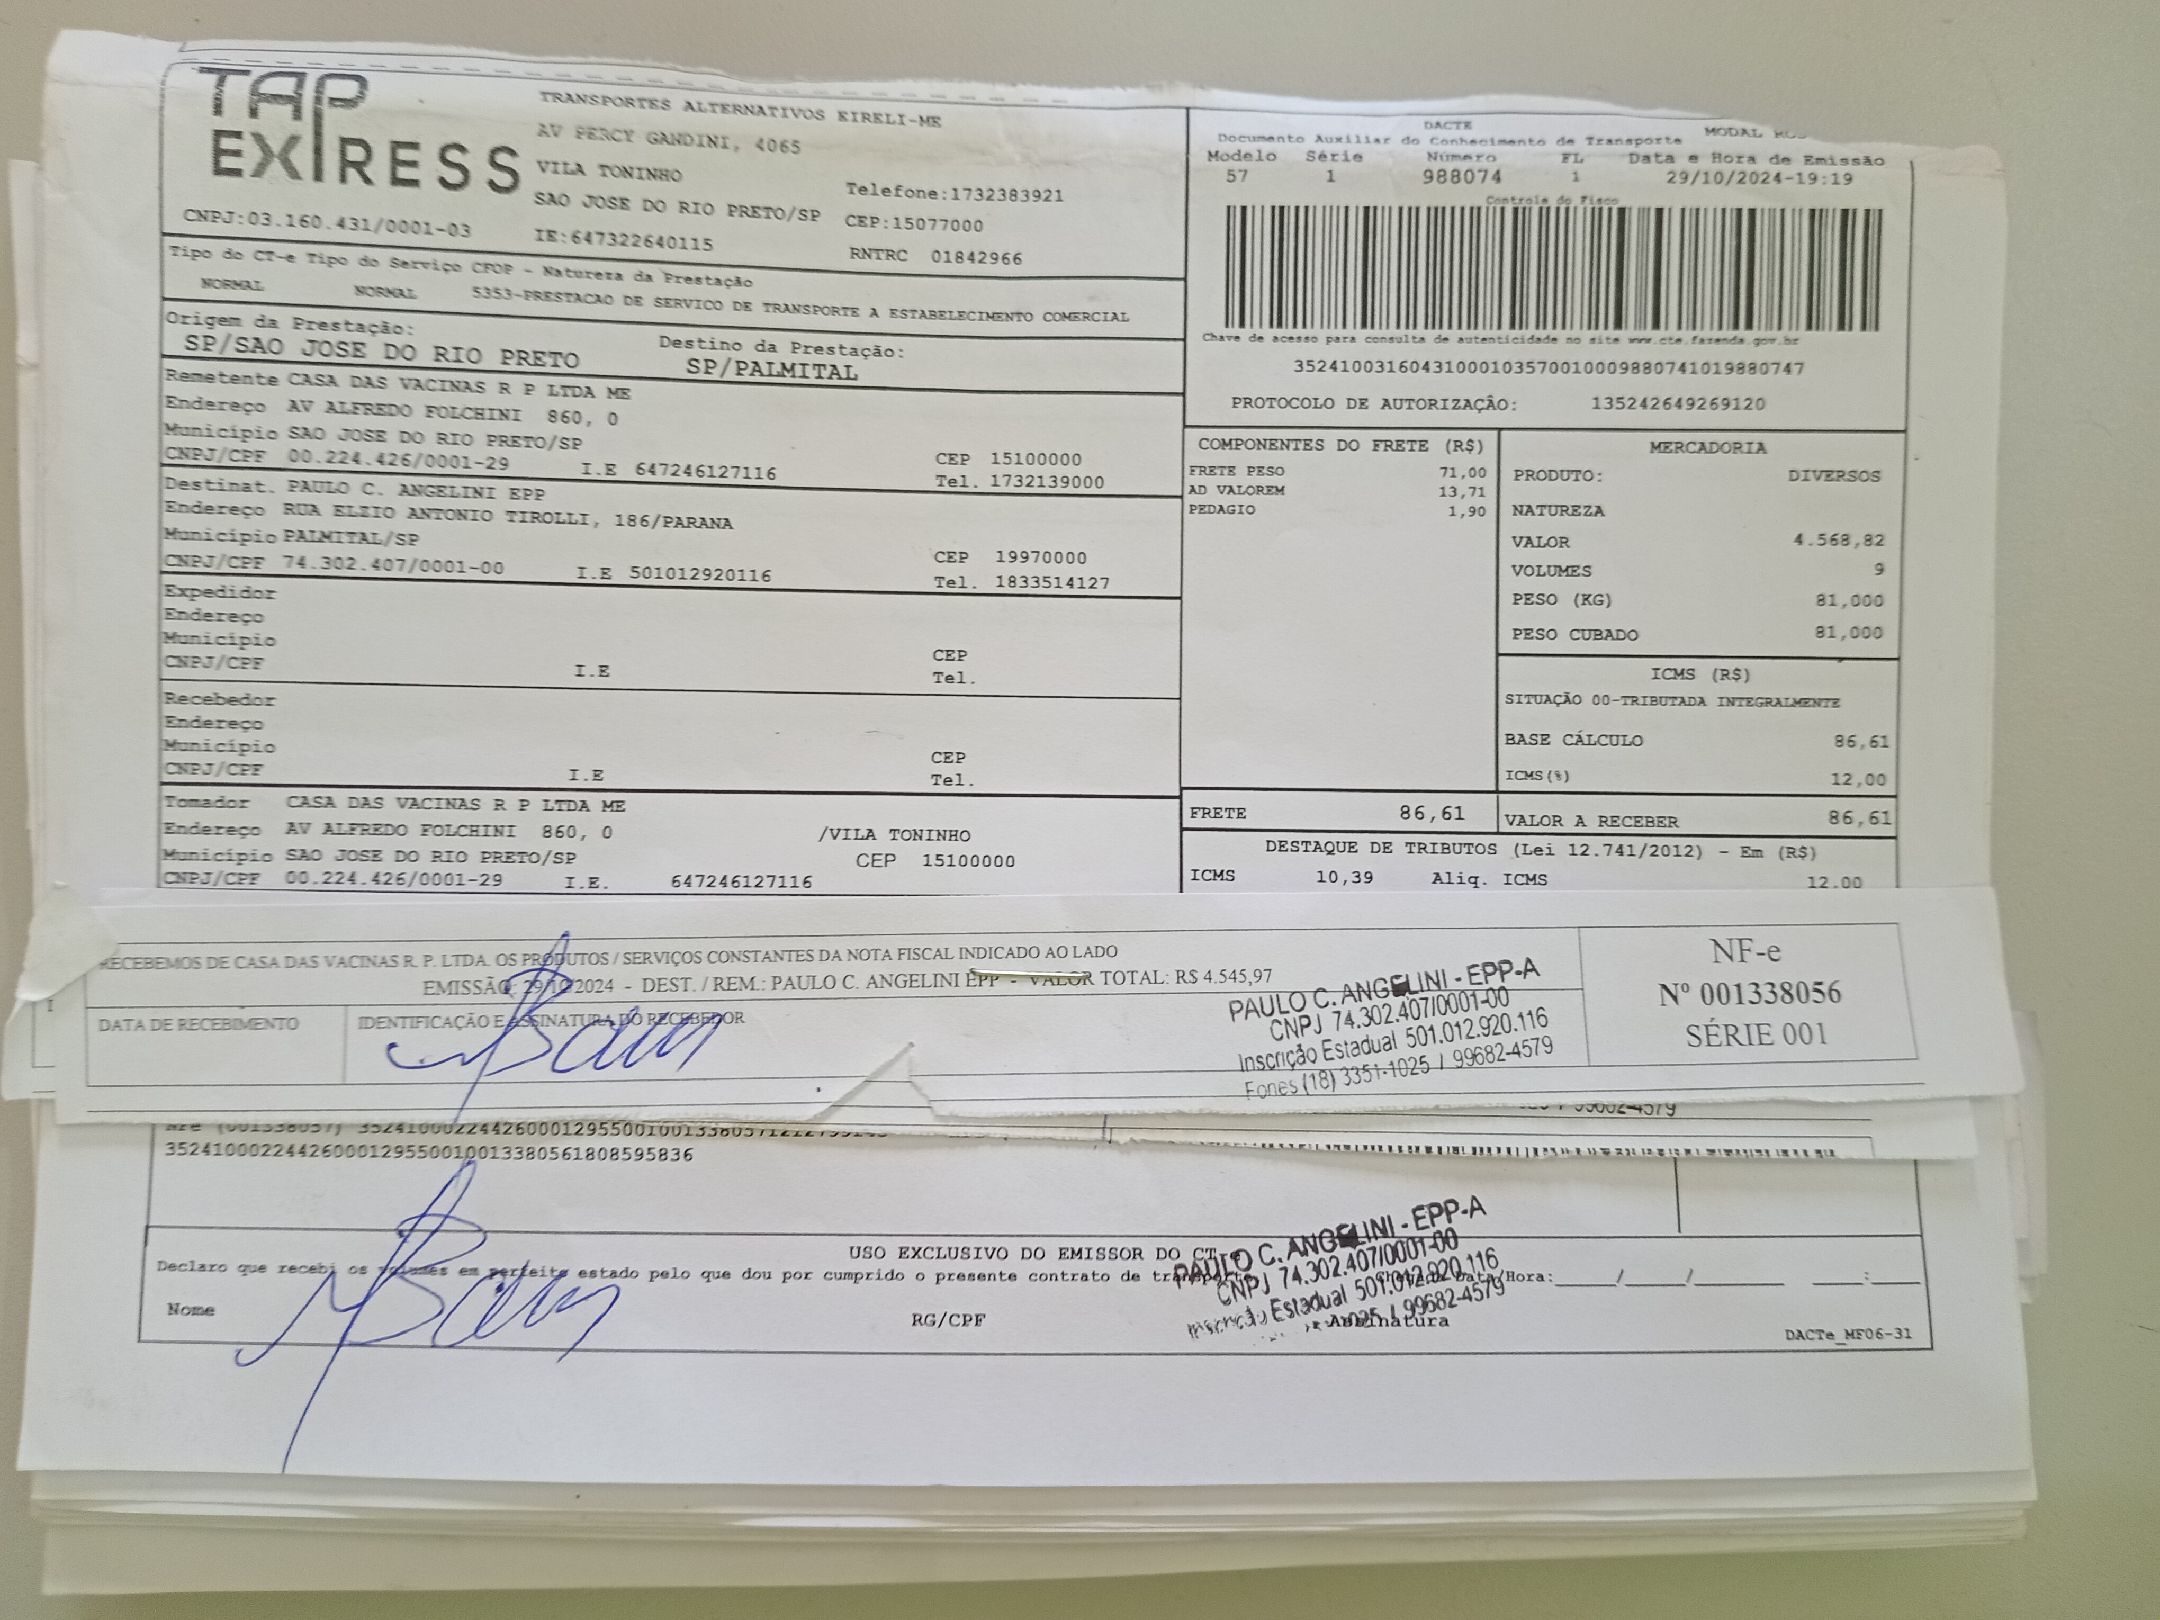 TAP
EXPRESS
TRANSPORTES ALTERNATIVOS EIRELI-ME
AV PERCY GANDINI, 4065
VILA TONINHO
SAO JOSE DO RIO PRETO/SP
Telefone:1732383921
CEP:15077000
CNPJ:03.160.431/0001-03
IE:647322640115
RNTRC 01842966
Tipo do CT-e Tipo do Serviço CFOP - Natureza da Prestação
NORMAL NORMAL 5353-PRESTACAO DE SERVICO DE TRANSPORTE A ESTABELECIMENTO COMERCIAL
Origem da Prestação: Destino da Prestação:
SP/SAO JOSE DO RIO PRETO SP/PALMITAL
Remetente CASA DAS VACINAS R P LTDA ME
Endereço AV ALFREDO FOLCHINI 860, 0
Município SAO JOSE DO RIO PRETO/SP CEP 15100000
CNPJ/CPF 00.224.426/0001-29 I.E 647246127116 Tel. 1732139000
Destinat. PAULO C. ANGELINI EPP
Endereço RUA ELZIO ANTONIO TIROLLI, 186/PARANA
Município PALMITAL/SP CEP 19970000
CNPJ/CPF 74.302.407/0001-00 I.E 501012920116 Tel. 1833514127
Expedidor
Endereço
Município CEP
CNPJ/CPF I.E Tel.
Recebedor
Endereço
Município CEP
CNPJ/CPF I.E Tel.
Tomador CASA DAS VACINAS R P LTDA ME
Endereço AV ALFREDO FOLCHINI 860, 0 /VILA TONINHO
Município SAO JOSE DO RIO PRETO/SP CEP 15100000
CNPJ/CPF 00.224.426/0001-29 I.E. 647246127116
DACTE MODAL
Documento Auxiliar do Conhecimento de Transporte
Modelo Série Número FL Data e Hora de Emissão
57 1 988074 1 29/10/2024-19:19
Controle do Fisco
Chave de acesso para consulta de autenticidade no site www.cte.fazenda.gov.br
35241003160431000103570010009880741019880747
PROTOCOLO DE AUTORIZAÇÃO: 135242649269120
COMPONENTES DO FRETE (R$)
FRETE PESO 71,00
AD VALOREM 13,71
PEDAGIO 1,90
FRETE 86,61
MERCADORIA
PRODUTO: DIVERSOS
NATUREZA
VALOR 4.568,82
VOLUMES 9
PESO (KG) 81,000
PESO CUBADO 81,000
ICMS (R$)
SITUAÇÃO 00-TRIBUTADA INTEGRALMENTE
BASE CÁLCULO 86,61
ICMS(%) 12,00
VALOR A RECEBER 86,61
DESTAQUE DE TRIBUTOS (Lei 12.741/2012) - Em (R$)
ICMS 10,39 Aliq. ICMS 12.00
RECEBEMOS DE CASA DAS VACINAS R. P. LTDA. OS PRODUTOS / SERVIÇOS CONSTANTES DA NOTA FISCAL INDICADO AO LADO
EMISSÃO: 29/10/2024 - DEST. / REM.: PAULO C. ANGELINI EPP - VALOR TOTAL: R$ 4.545,97
DATA DE RECEBIMENTO
IDENTIFICAÇÃO E ASSINATURA DO RECEBEDOR
PAULO C. ANGELINI - EPP-A
CNPJ 74.302.407/0001-00
Inscrição Estadual 501.012.920.116
Fones (18) 3351-1025 / 99682-4579
NF-e
Nº 001338056
SÉRIE 001
35241000224426000129550010013380561808595836
USO EXCLUSIVO DO EMISSOR DO CT-e
Declaro que recebi os volumes em perfeito estado pelo que dou por cumprido o presente contrato de transporte
Data/Hora:____/____/____ ____:____
Nome RG/CPF Assinatura
PAULO C. ANGELINI - EPP-A
CNPJ 74.302.407/0001-00
Inscrição Estadual 501.012.920.116
/ 99682-4579
DACTe_MF06-31